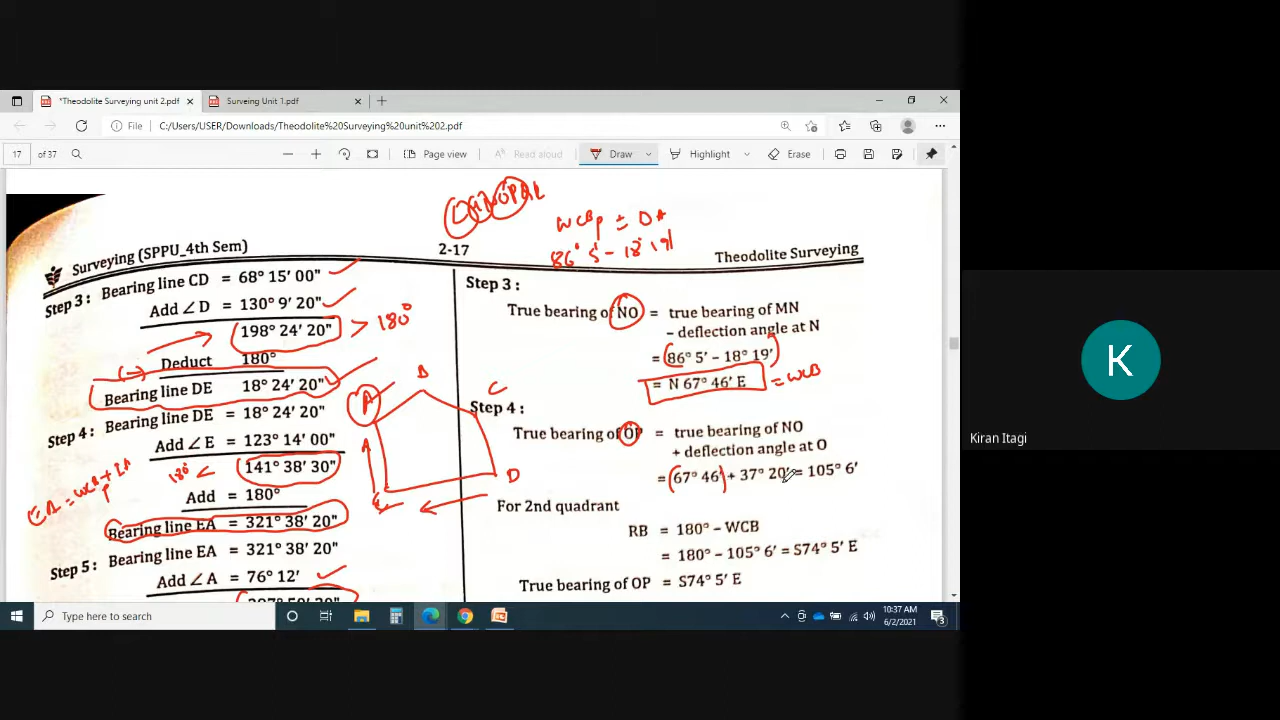 *Theodolite Surveying unit 2.pdf
Surveing Unit 1.pdf
File
C:/Users/USER/Downloads/Theodolite%20Surveying%20unit%202.pdf
17 of 37
Page view
Read aloud
Draw
Highlight
Erase
WCB ± DA
86° 5' - 18° 19'
Surveying (SPPU_4th Sem)
2-17
Theodolite Surveying
Step 3 : Bearing line CD = 68° 15' 00"
Add ∠D = 130° 9' 20"
198° 24' 20" > 180°
Deduct 180°
(-)
Bearing line DE 18° 24' 20"
Step 4 : Bearing line DE = 18° 24' 20"
Add ∠E = 123° 14' 00"
180° < 141° 38' 30"
Add = 180°
Bearing line EA = 321° 38' 20"
Bearing line EA = 321° 38' 20"
Step 5 : Add ∠A = 76° 12'
A
B
C
A
D
E
Step 3 :
True bearing of NO = true bearing of MN
– deflection angle at N
= (86° 5' – 18° 19')
= N 67° 46' E = WCB
Step 4 :
True bearing of OP = true bearing of NO
+ deflection angle at O
= (67° 46') + 37° 20' = 105° 6'
For 2nd quadrant
RB = 180° – WCB
= 180° – 105° 6' = S74° 5' E
True bearing of OP = S74° 5' E
K
Kiran Itagi
Type here to search
10:37 AM
6/2/2021
3